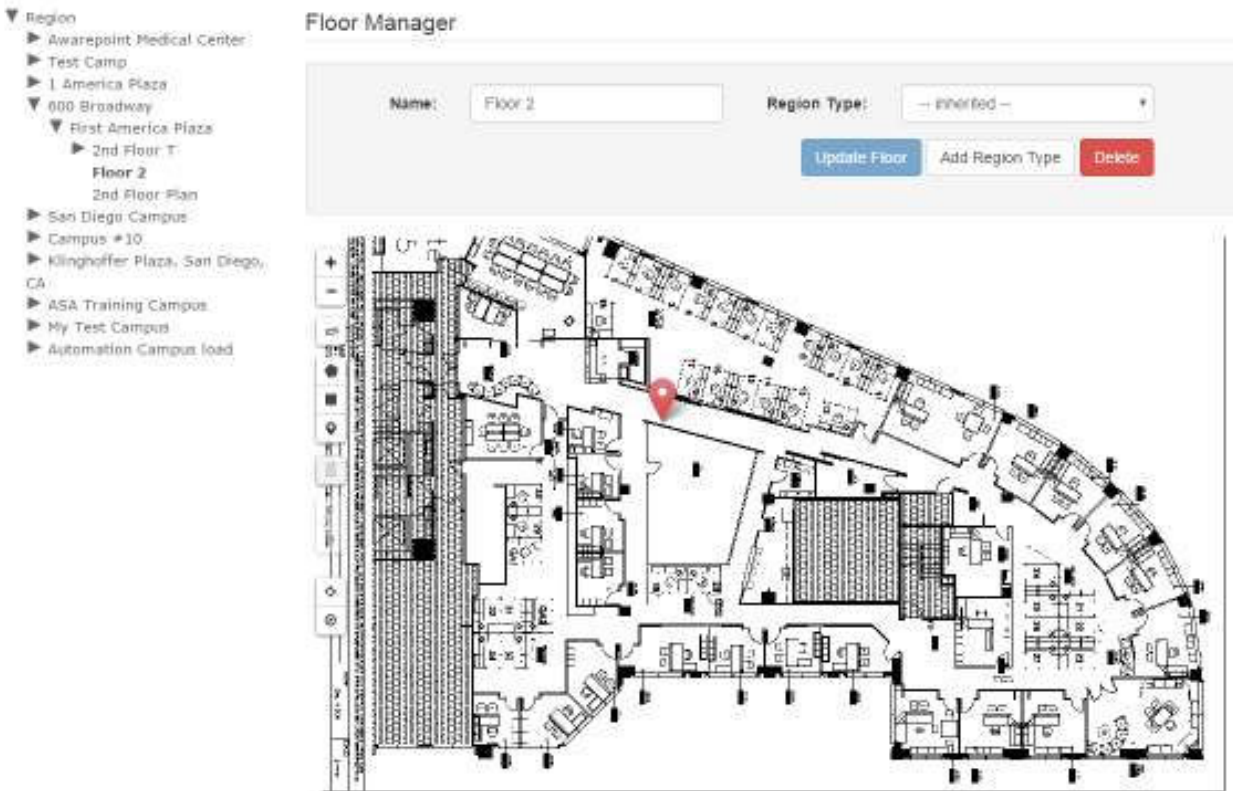 Region
Awarepoint Medical Center
Test Camp
1 America Plaza
600 Broadway
First America Plaza
2nd Floor T
Floor 2
2nd Floor Plan
San Diego Campus
Campus #10
Klinghoffer Plaza, San Diego,
CA
ASA Training Campus
My Test Campus
Automation Campus load
Floor Manager
Name: Floor 2 Region Type: -- inherited --
Update Floor Add Region Type Delete